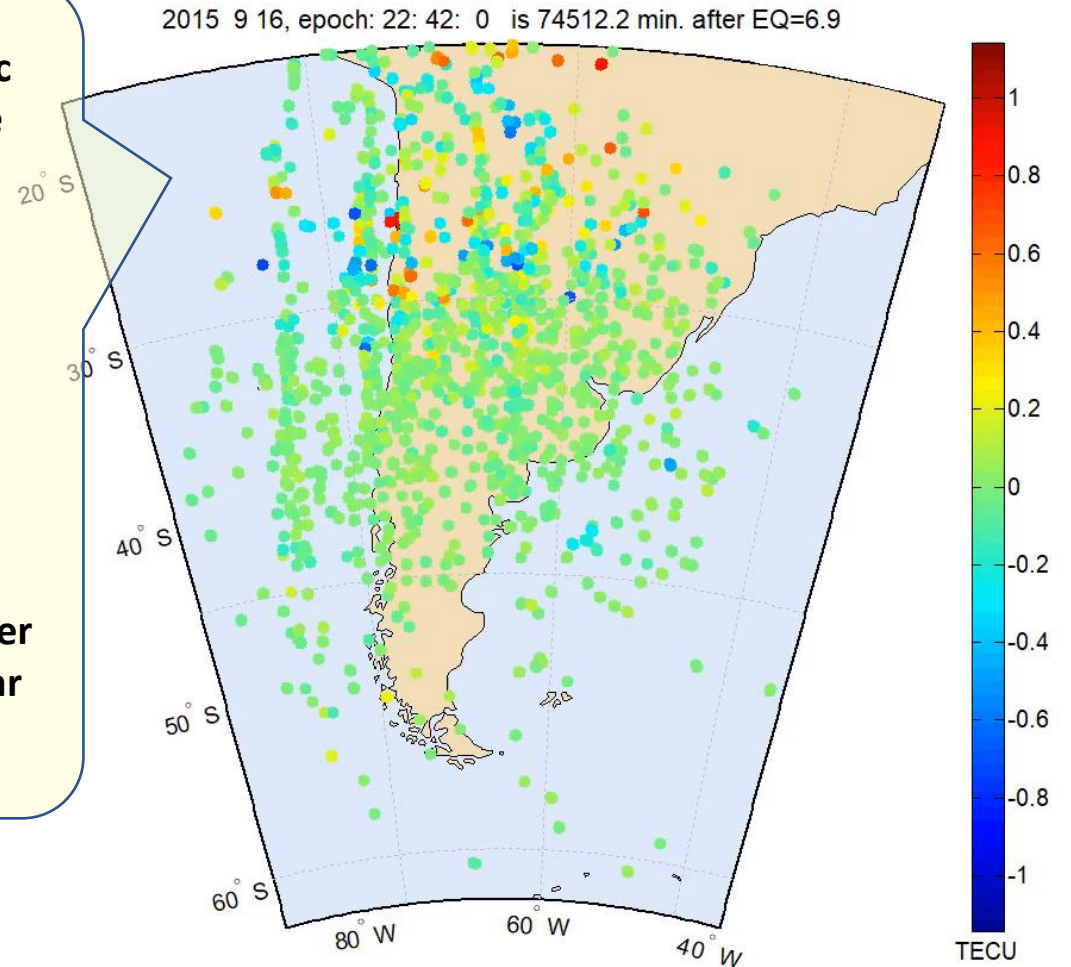 2015 9 16, epoch: 22: 42: 0 is 74512.2 min. after EQ=6.9
c
e
er
ar
20° S
30° S
40° S
50° S
60° S
80° W
60° W
40° W
1
0.8
0.6
0.4
0.2
0
-0.2
-0.4
-0.6
-0.8
-1
TECU